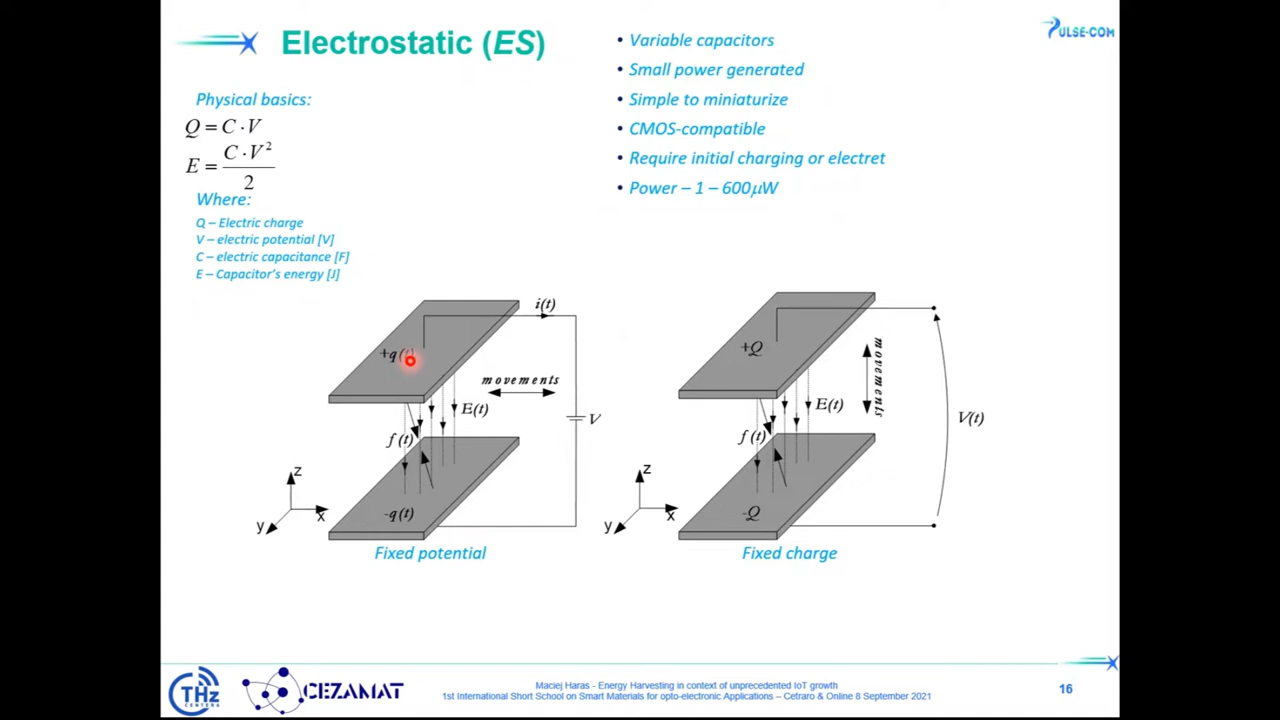 Electrostatic (ES)
Physical basics:
Q = C · V
E = C · V² / 2
Where:
Q – Electric charge
V – electric potential [V]
C – electric capacitance [F]
E – Capacitor's energy [J]
• Variable capacitors
• Small power generated
• Simple to miniaturize
• CMOS-compatible
• Require initial charging or electret
• Power – 1 – 600μW
PULSE-COM
i(t)
+q(t)
movements
E(t)
V
f(t)
-q(t)
z
x
y
Fixed potential
+Q
movements
E(t)
V(t)
f(t)
-Q
z
x
y
Fixed charge
THz
CENTERA
CEZAMAT
Maciej Haras - Energy Harvesting in context of unprecedented IoT growth
1st International Short School on Smart Materials for opto-electronic Applications – Cetraro & Online 8 September 2021
16